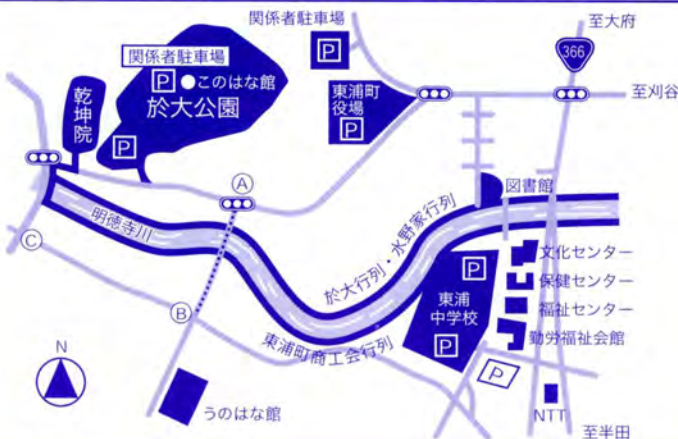 関係者駐車場
至大府
366
関係者駐車場
P
P
このはな館
東浦町
役場
P
至刈谷
於大公園
乾坤院
P
A
図書館
明徳寺川
於大行列・水野家行列
C
P
文化センター
保健センター
東浦
中学校
福祉センター
B
P
勤労福祉会館
東浦町商工会行列
P
N
うのはな館
NTT
至半田